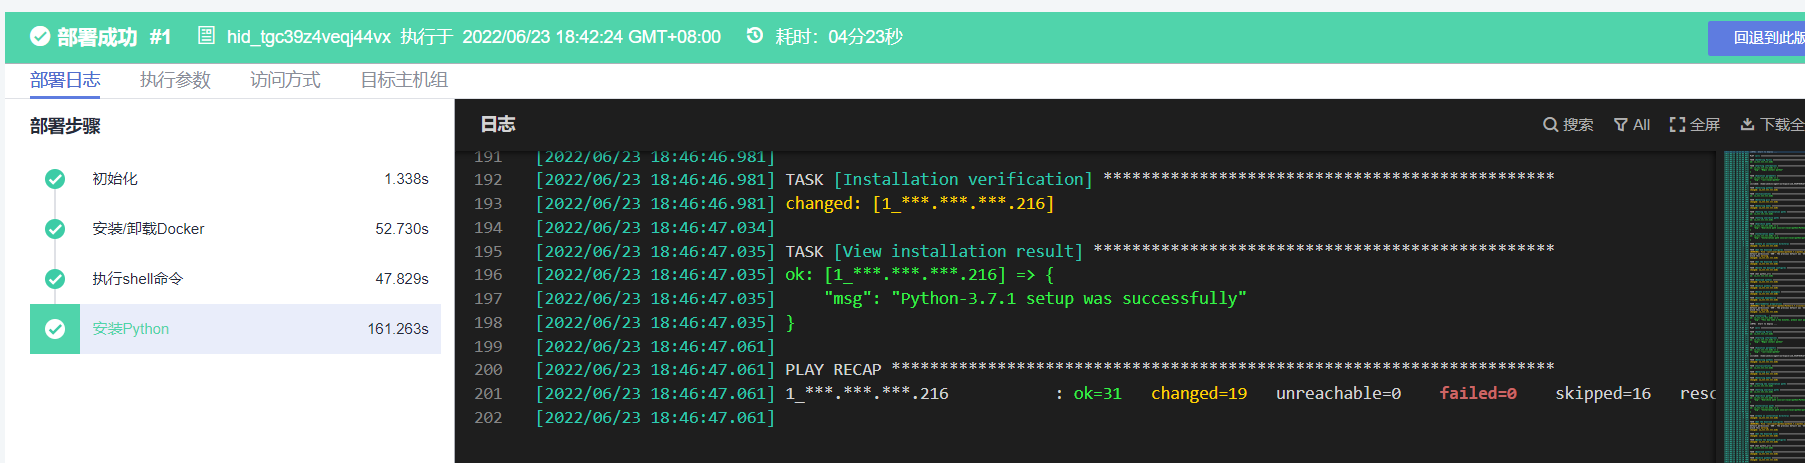 部署成功 #1 hid_tgc39z4veqj44vx 执行于 2022/06/23 18:42:24 GMT+08:00 耗时：04分23秒 回退到此版
部署日志 执行参数 访问方式 目标主机组
部署步骤
初始化 1.338s
安装/卸载Docker 52.730s
执行shell命令 47.829s
安装Python 161.263s
日志 搜索 All 全屏 下载全
191 [2022/06/23 18:46:46.981]
192 [2022/06/23 18:46:46.981] TASK [Installation verification] ***********************************************
193 [2022/06/23 18:46:46.981] changed: [1_***.***.***.216]
194 [2022/06/23 18:46:47.034]
195 [2022/06/23 18:46:47.035] TASK [View installation result] ************************************************
196 [2022/06/23 18:46:47.035] ok: [1_***.***.***.216] => {
197 [2022/06/23 18:46:47.035]     "msg": "Python-3.7.1 setup was successfully"
198 [2022/06/23 18:46:47.035] }
199 [2022/06/23 18:46:47.061]
200 [2022/06/23 18:46:47.061] PLAY RECAP *********************************************************************
201 [2022/06/23 18:46:47.061] 1_***.***.***.216 : ok=31 changed=19 unreachable=0 failed=0 skipped=16 resc
202 [2022/06/23 18:46:47.061]